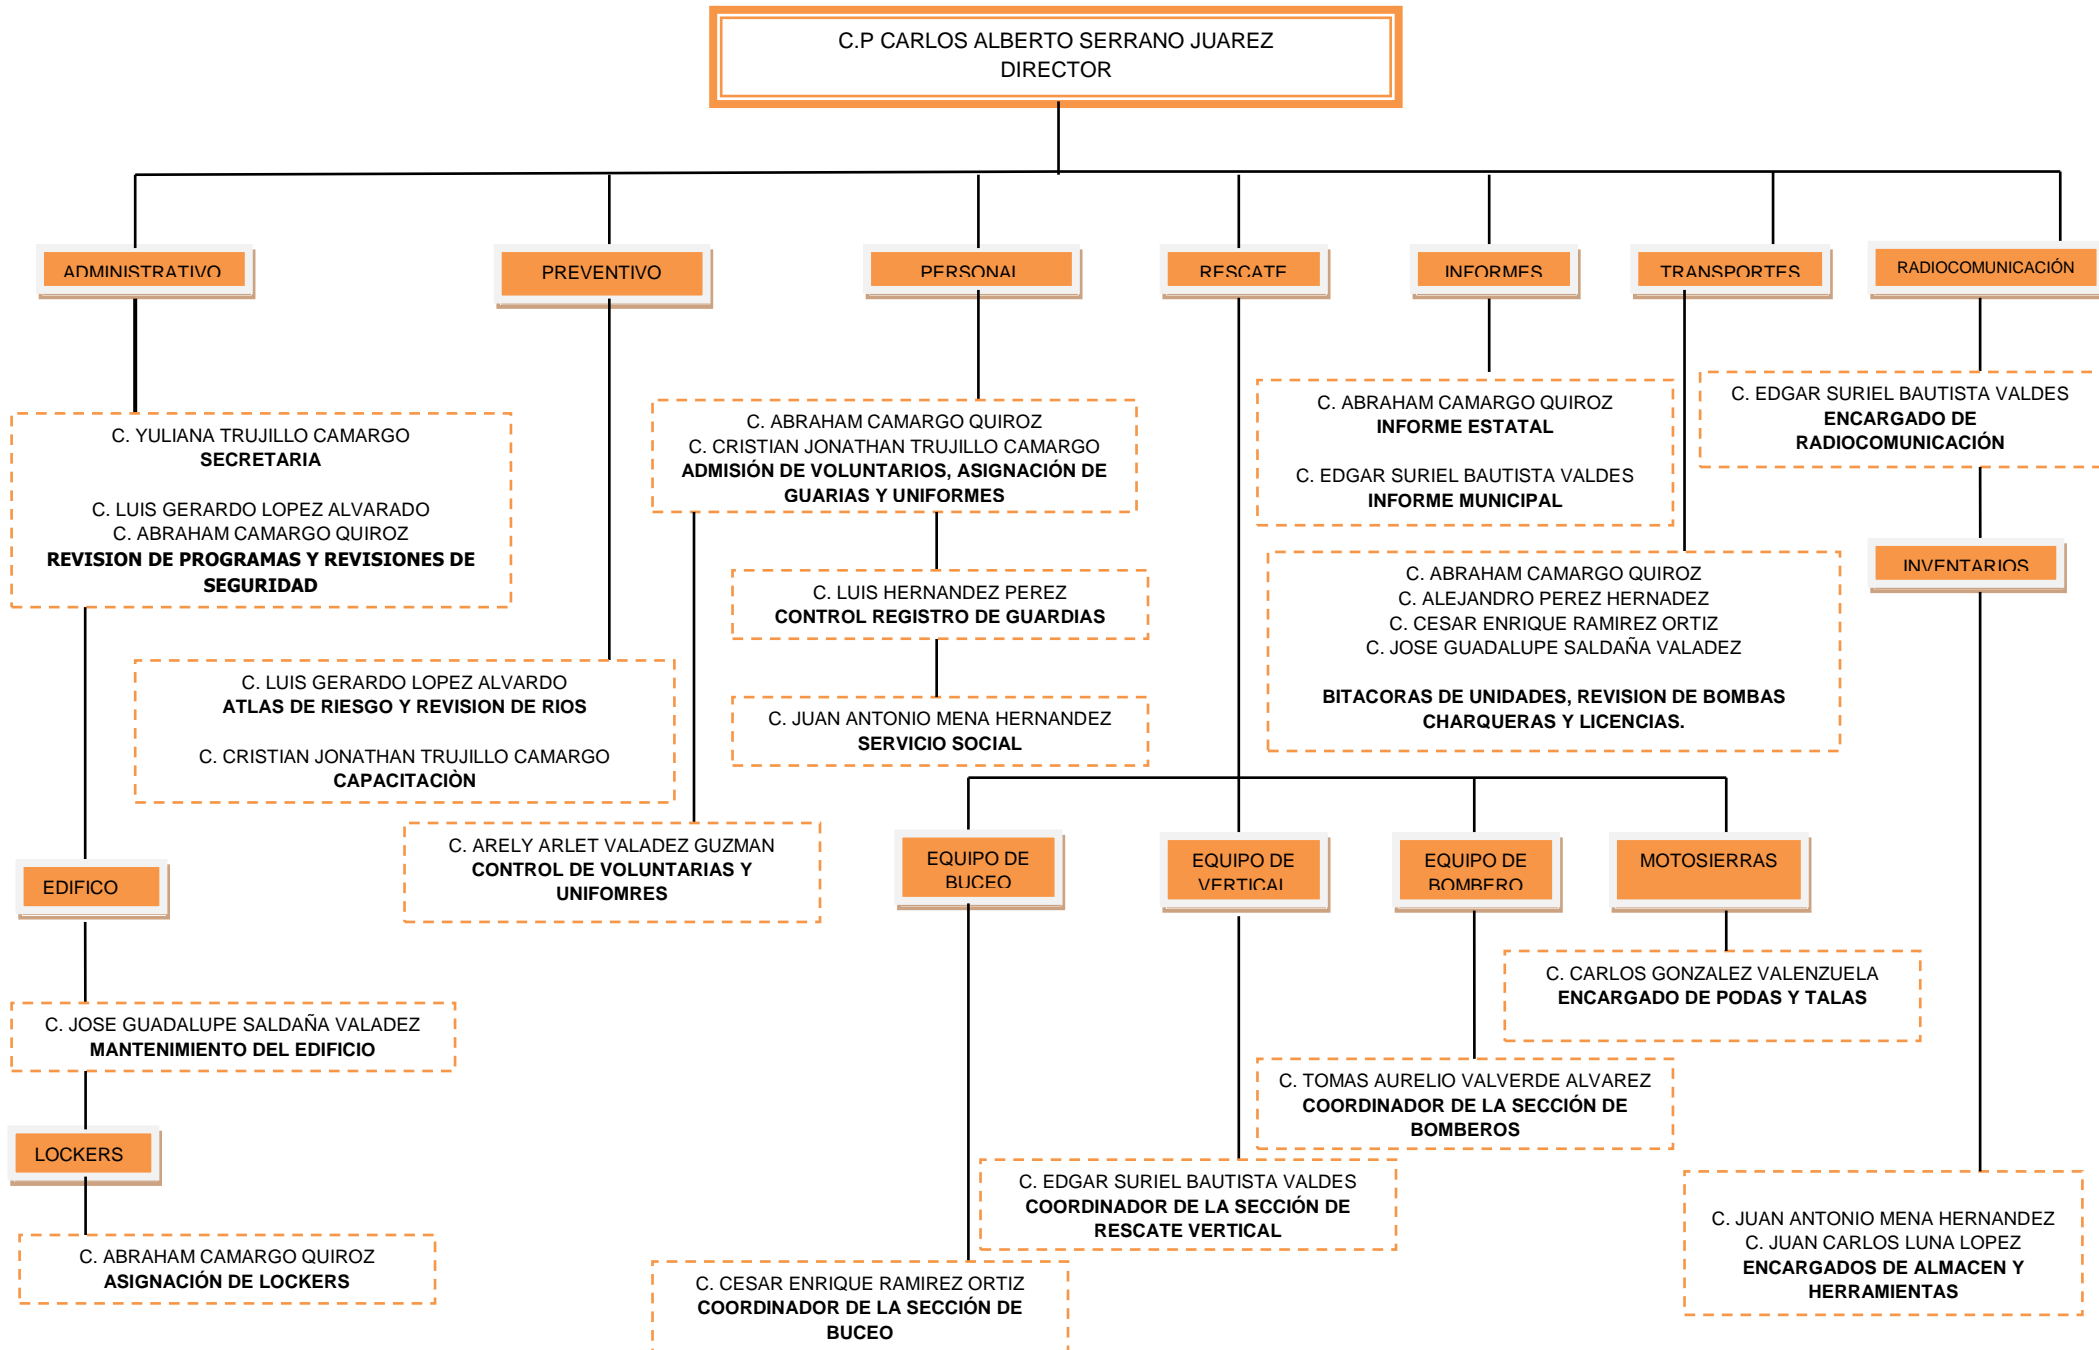 C.P CARLOS ALBERTO SERRANO JUAREZ
DIRECTOR
ADMINISTRATIVO
PREVENTIVO
PERSONAL
RESCATE
INFORMES
TRANSPORTES
RADIOCOMUNICACIÓN
C. YULIANA TRUJILLO CAMARGO
SECRETARIA
C. LUIS GERARDO LOPEZ ALVARADO
C. ABRAHAM CAMARGO QUIROZ
REVISION DE PROGRAMAS Y REVISIONES DE
SEGURIDAD
C. ABRAHAM CAMARGO QUIROZ
C. CRISTIAN JONATHAN TRUJILLO CAMARGO
ADMISIÓN DE VOLUNTARIOS, ASIGNACIÓN DE
GUARIAS Y UNIFORMES
C. ABRAHAM CAMARGO QUIROZ
INFORME ESTATAL
C. EDGAR SURIEL BAUTISTA VALDES
INFORME MUNICIPAL
C. EDGAR SURIEL BAUTISTA VALDES
ENCARGADO DE
RADIOCOMUNICACIÓN
INVENTARIOS
C. LUIS HERNANDEZ PEREZ
CONTROL REGISTRO DE GUARDIAS
C. ABRAHAM CAMARGO QUIROZ
C. ALEJANDRO PEREZ HERNADEZ
C. CESAR ENRIQUE RAMIREZ ORTIZ
C. JOSE GUADALUPE SALDAÑA VALADEZ
BITACORAS DE UNIDADES, REVISION DE BOMBAS
CHARQUERAS Y LICENCIAS.
C. LUIS GERARDO LOPEZ ALVARDO
ATLAS DE RIESGO Y REVISION DE RIOS
C. CRISTIAN JONATHAN TRUJILLO CAMARGO
CAPACITACIÒN
C. JUAN ANTONIO MENA HERNANDEZ
SERVICIO SOCIAL
C. ARELY ARLET VALADEZ GUZMAN
CONTROL DE VOLUNTARIAS Y
UNIFOMRES
EDIFICO
EQUIPO DE
BUCEO
EQUIPO DE
VERTICAL
EQUIPO DE
BOMBERO
MOTOSIERRAS
C. CARLOS GONZALEZ VALENZUELA
ENCARGADO DE PODAS Y TALAS
C. JOSE GUADALUPE SALDAÑA VALADEZ
MANTENIMIENTO DEL EDIFICIO
C. TOMAS AURELIO VALVERDE ALVAREZ
COORDINADOR DE LA SECCIÓN DE
BOMBEROS
LOCKERS
C. EDGAR SURIEL BAUTISTA VALDES
COORDINADOR DE LA SECCIÓN DE
RESCATE VERTICAL
C. JUAN ANTONIO MENA HERNANDEZ
C. JUAN CARLOS LUNA LOPEZ
ENCARGADOS DE ALMACEN Y
HERRAMIENTAS
C. ABRAHAM CAMARGO QUIROZ
ASIGNACIÓN DE LOCKERS
C. CESAR ENRIQUE RAMIREZ ORTIZ
COORDINADOR DE LA SECCIÓN DE
BUCEO